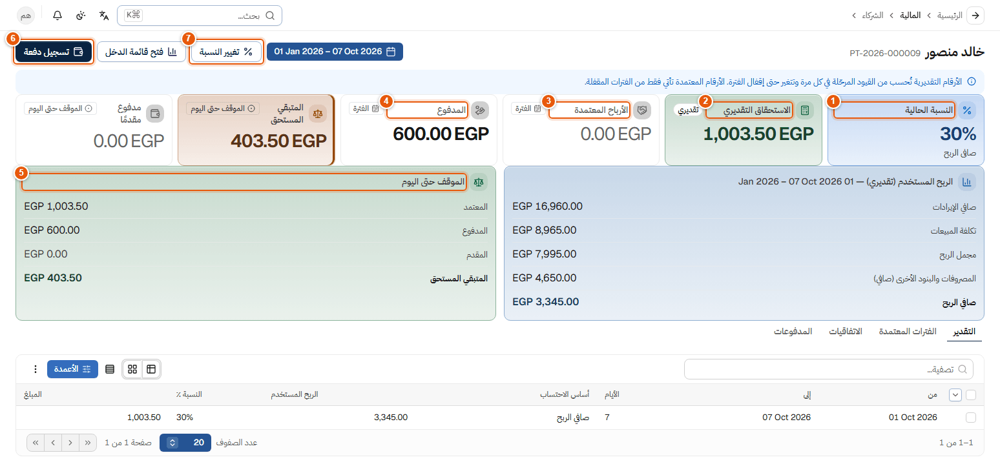 الرئيسية
المالية
الشركاء
بحث...
⌘K
هم
خالد منصور
PT-2026-000009
01 Jan 2026 – 07 Oct 2026
7
تغيير النسبة
فتح قائمة الدخل
6
تسجيل دفعة
الأرقام التقديرية تُحسب من القيود المرحّلة في كل مرة وتتغير حتى إقفال الفترة. الأرقام المعتمدة تأتي فقط من الفترات المقفلة.
1
النسبة الحالية
30%
صافي الربح
2
الاستحقاق التقديري
تقديري
1,003.50 EGP
3
الأرباح المعتمدة
الفترة
0.00 EGP
4
المدفوع
الفترة
600.00 EGP
المتبقي المستحق
الموقف حتى اليوم
403.50 EGP
مدفوع مقدمًا
الموقف حتى اليوم
0.00 EGP
الربح المستخدم (تقديري) — 01 Jan 2026 – 07 Oct 2026
صافي الإيرادات EGP 16,960.00
تكلفة المبيعات EGP 8,965.00
مجمل الربح EGP 7,995.00
المصروفات والبنود الأخرى (صافي) EGP 4,650.00
صافي الربح EGP 3,345.00
5
الموقف حتى اليوم
المعتمد EGP 1,003.50
المدفوع EGP 600.00
المقدم EGP 0.00
المتبقي المستحق EGP 403.50
التقدير
الفترات المعتمدة
الاتفاقيات
المدفوعات
تصفية...
الأعمدة
من إلى الأيام أساس الاحتساب الربح المستخدم النسبة ٪ المبلغ
01 Oct 2026 07 Oct 2026 7 صافي الربح 3,345.00 30% 1,003.50
1–1 من 1
عدد الصفوف 20
صفحة 1 من 1